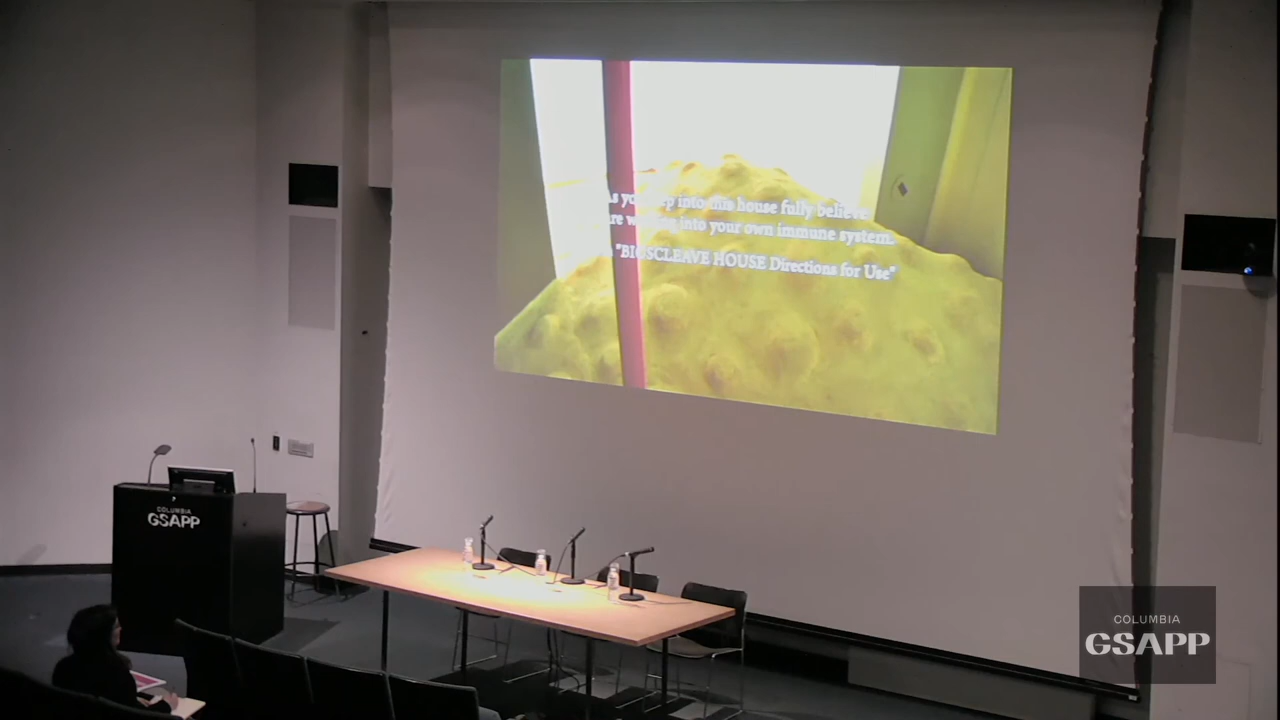 into this house fully believe
into your own immune system.
"BIOSCLEAVE HOUSE Directions for Use"
COLUMBIA
GSAPP
COLUMBIA
GSAPP